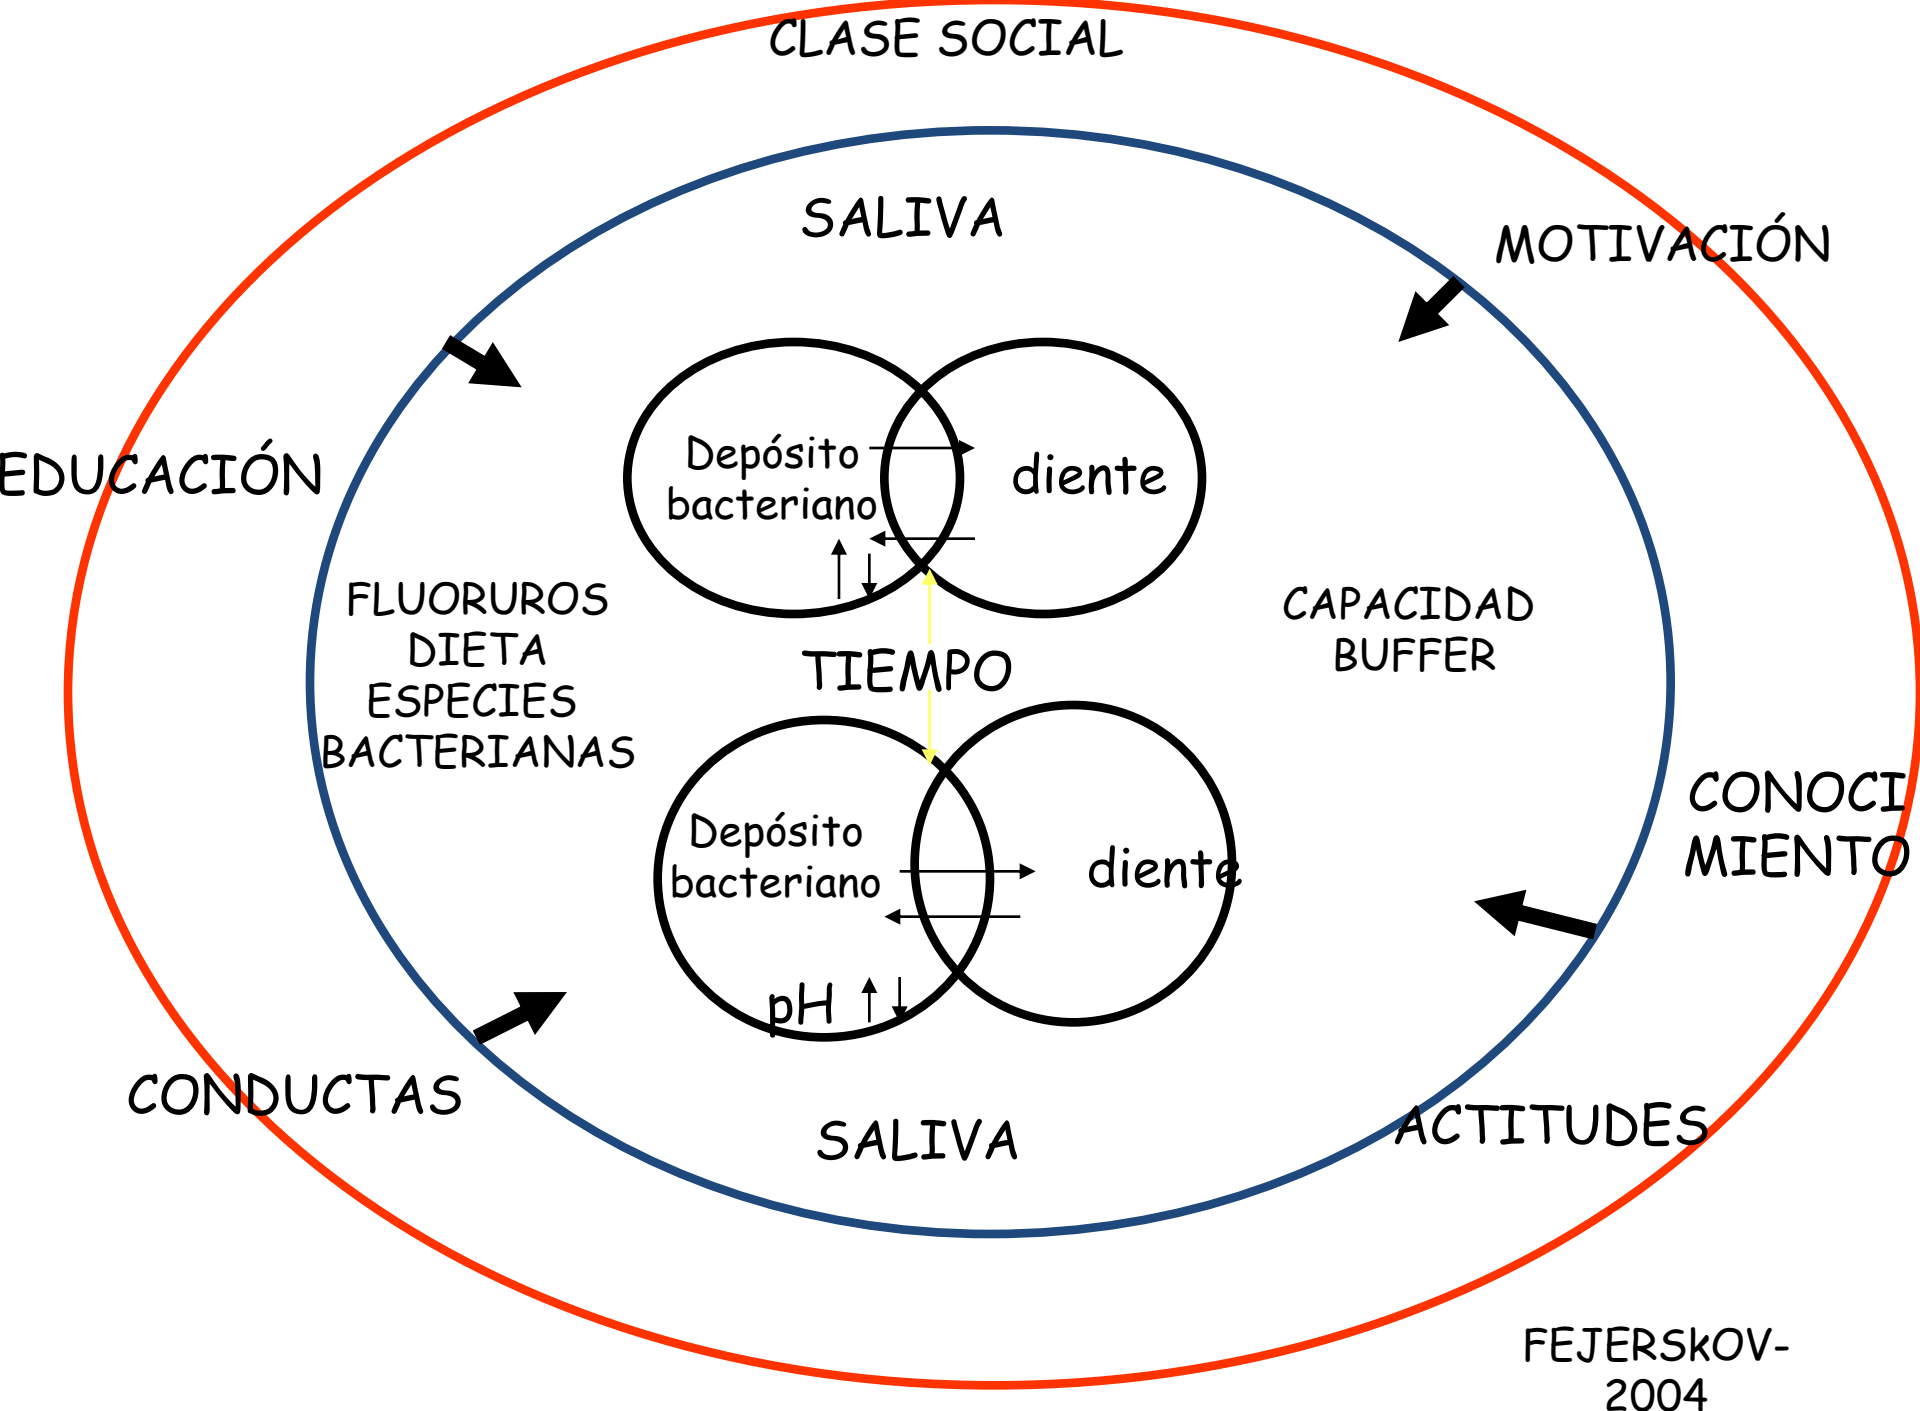 CLASE SOCIAL
SALIVA
MOTIVACIÓN
EDUCACIÓN
Depósito
bacteriano
diente
FLUORUROS
DIETA
ESPECIES
BACTERIANAS
CAPACIDAD
BUFFER
TIEMPO
CONOCI
MIENTO
Depósito
bacteriano
diente
pH
CONDUCTAS
ACTITUDES
SALIVA
FEJERSkOV-
2004